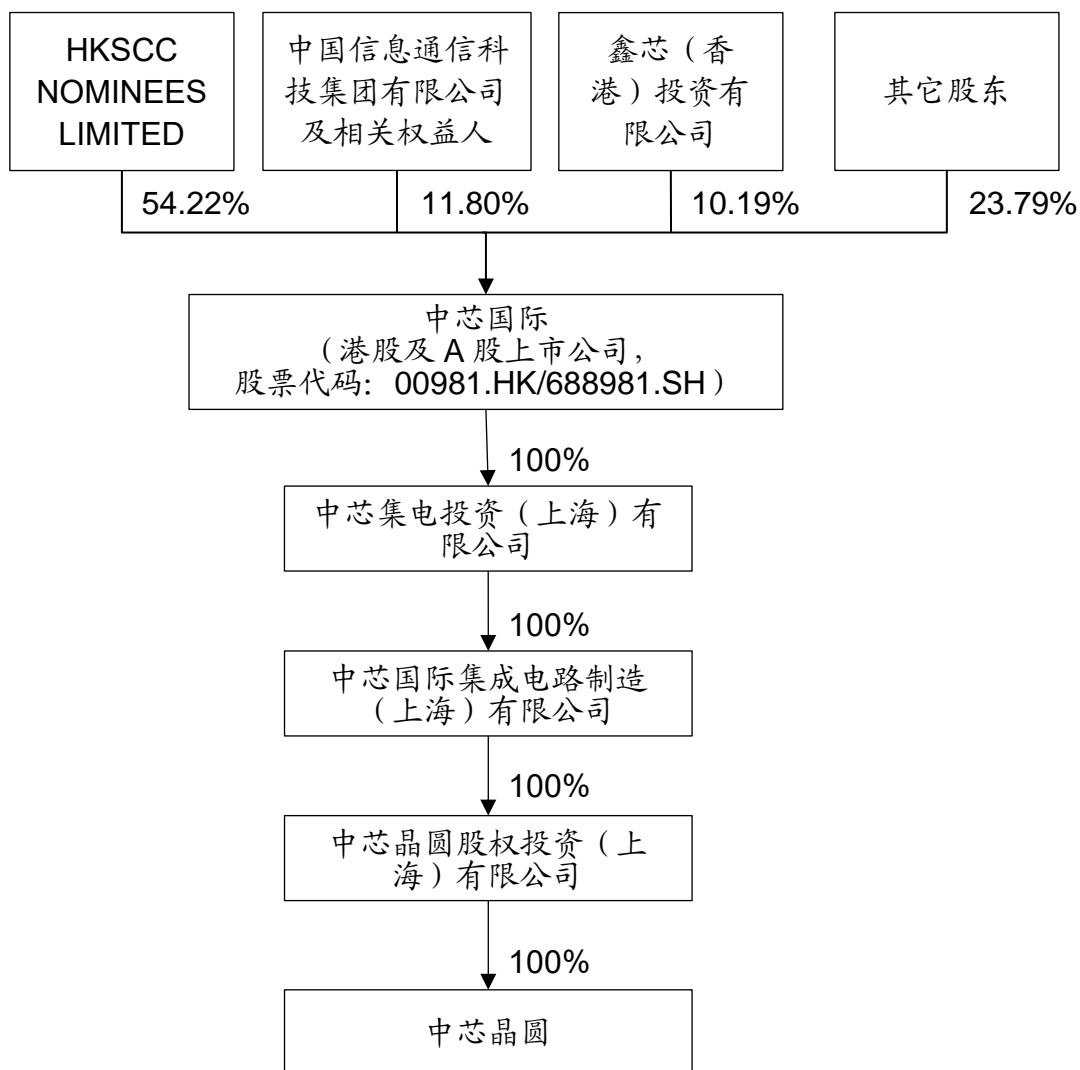 HKSCC
NOMINEES
LIMITED
中国信息通信科
技集团有限公司
及相关权益人
鑫芯（香
港）投资有
限公司
其它股东
54.22%
11.80%
10.19%
23.79%
中芯国际
（港股及 A 股上市公司，
股票代码：00981.HK/688981.SH）
100%
中芯集电投资（上海）有
限公司
100%
中芯国际集成电路制造
（上海）有限公司
100%
中芯晶圆股权投资（上
海）有限公司
100%
中芯晶圆